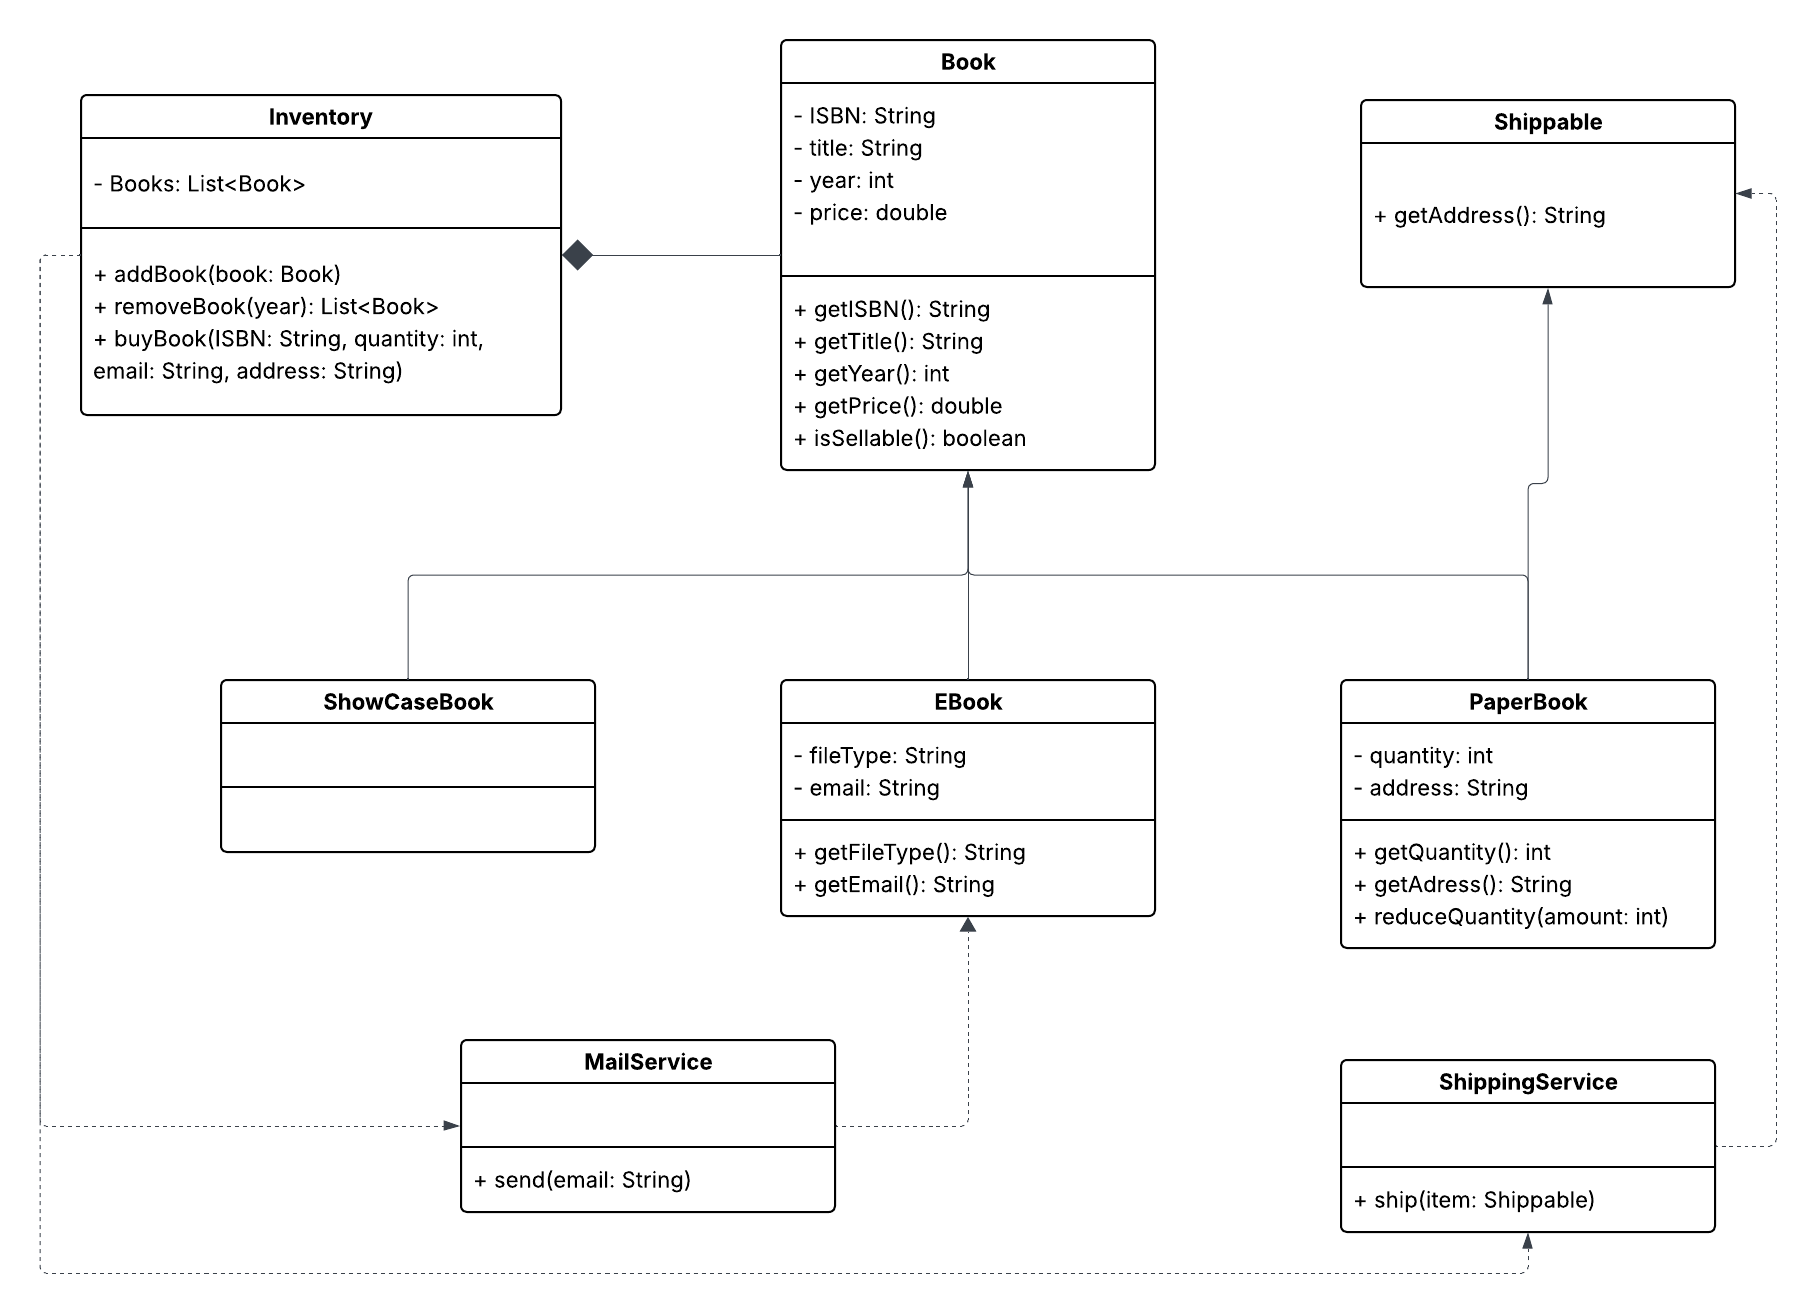 Book
- ISBN: String
- title: String
- year: int
- price: double
+ getISBN(): String
+ getTitle(): String
+ getYear(): int
+ getPrice(): double
+ isSellable(): boolean
Inventory
- Books: List<Book>
+ addBook(book: Book)
+ removeBook(year): List<Book>
+ buyBook(ISBN: String, quantity: int,
email: String, address: String)
Shippable
+ getAddress(): String
ShowCaseBook
EBook
- fileType: String
- email: String
+ getFileType(): String
+ getEmail(): String
PaperBook
- quantity: int
- address: String
+ getQuantity(): int
+ getAdress(): String
+ reduceQuantity(amount: int)
MailService
+ send(email: String)
ShippingService
+ ship(item: Shippable)